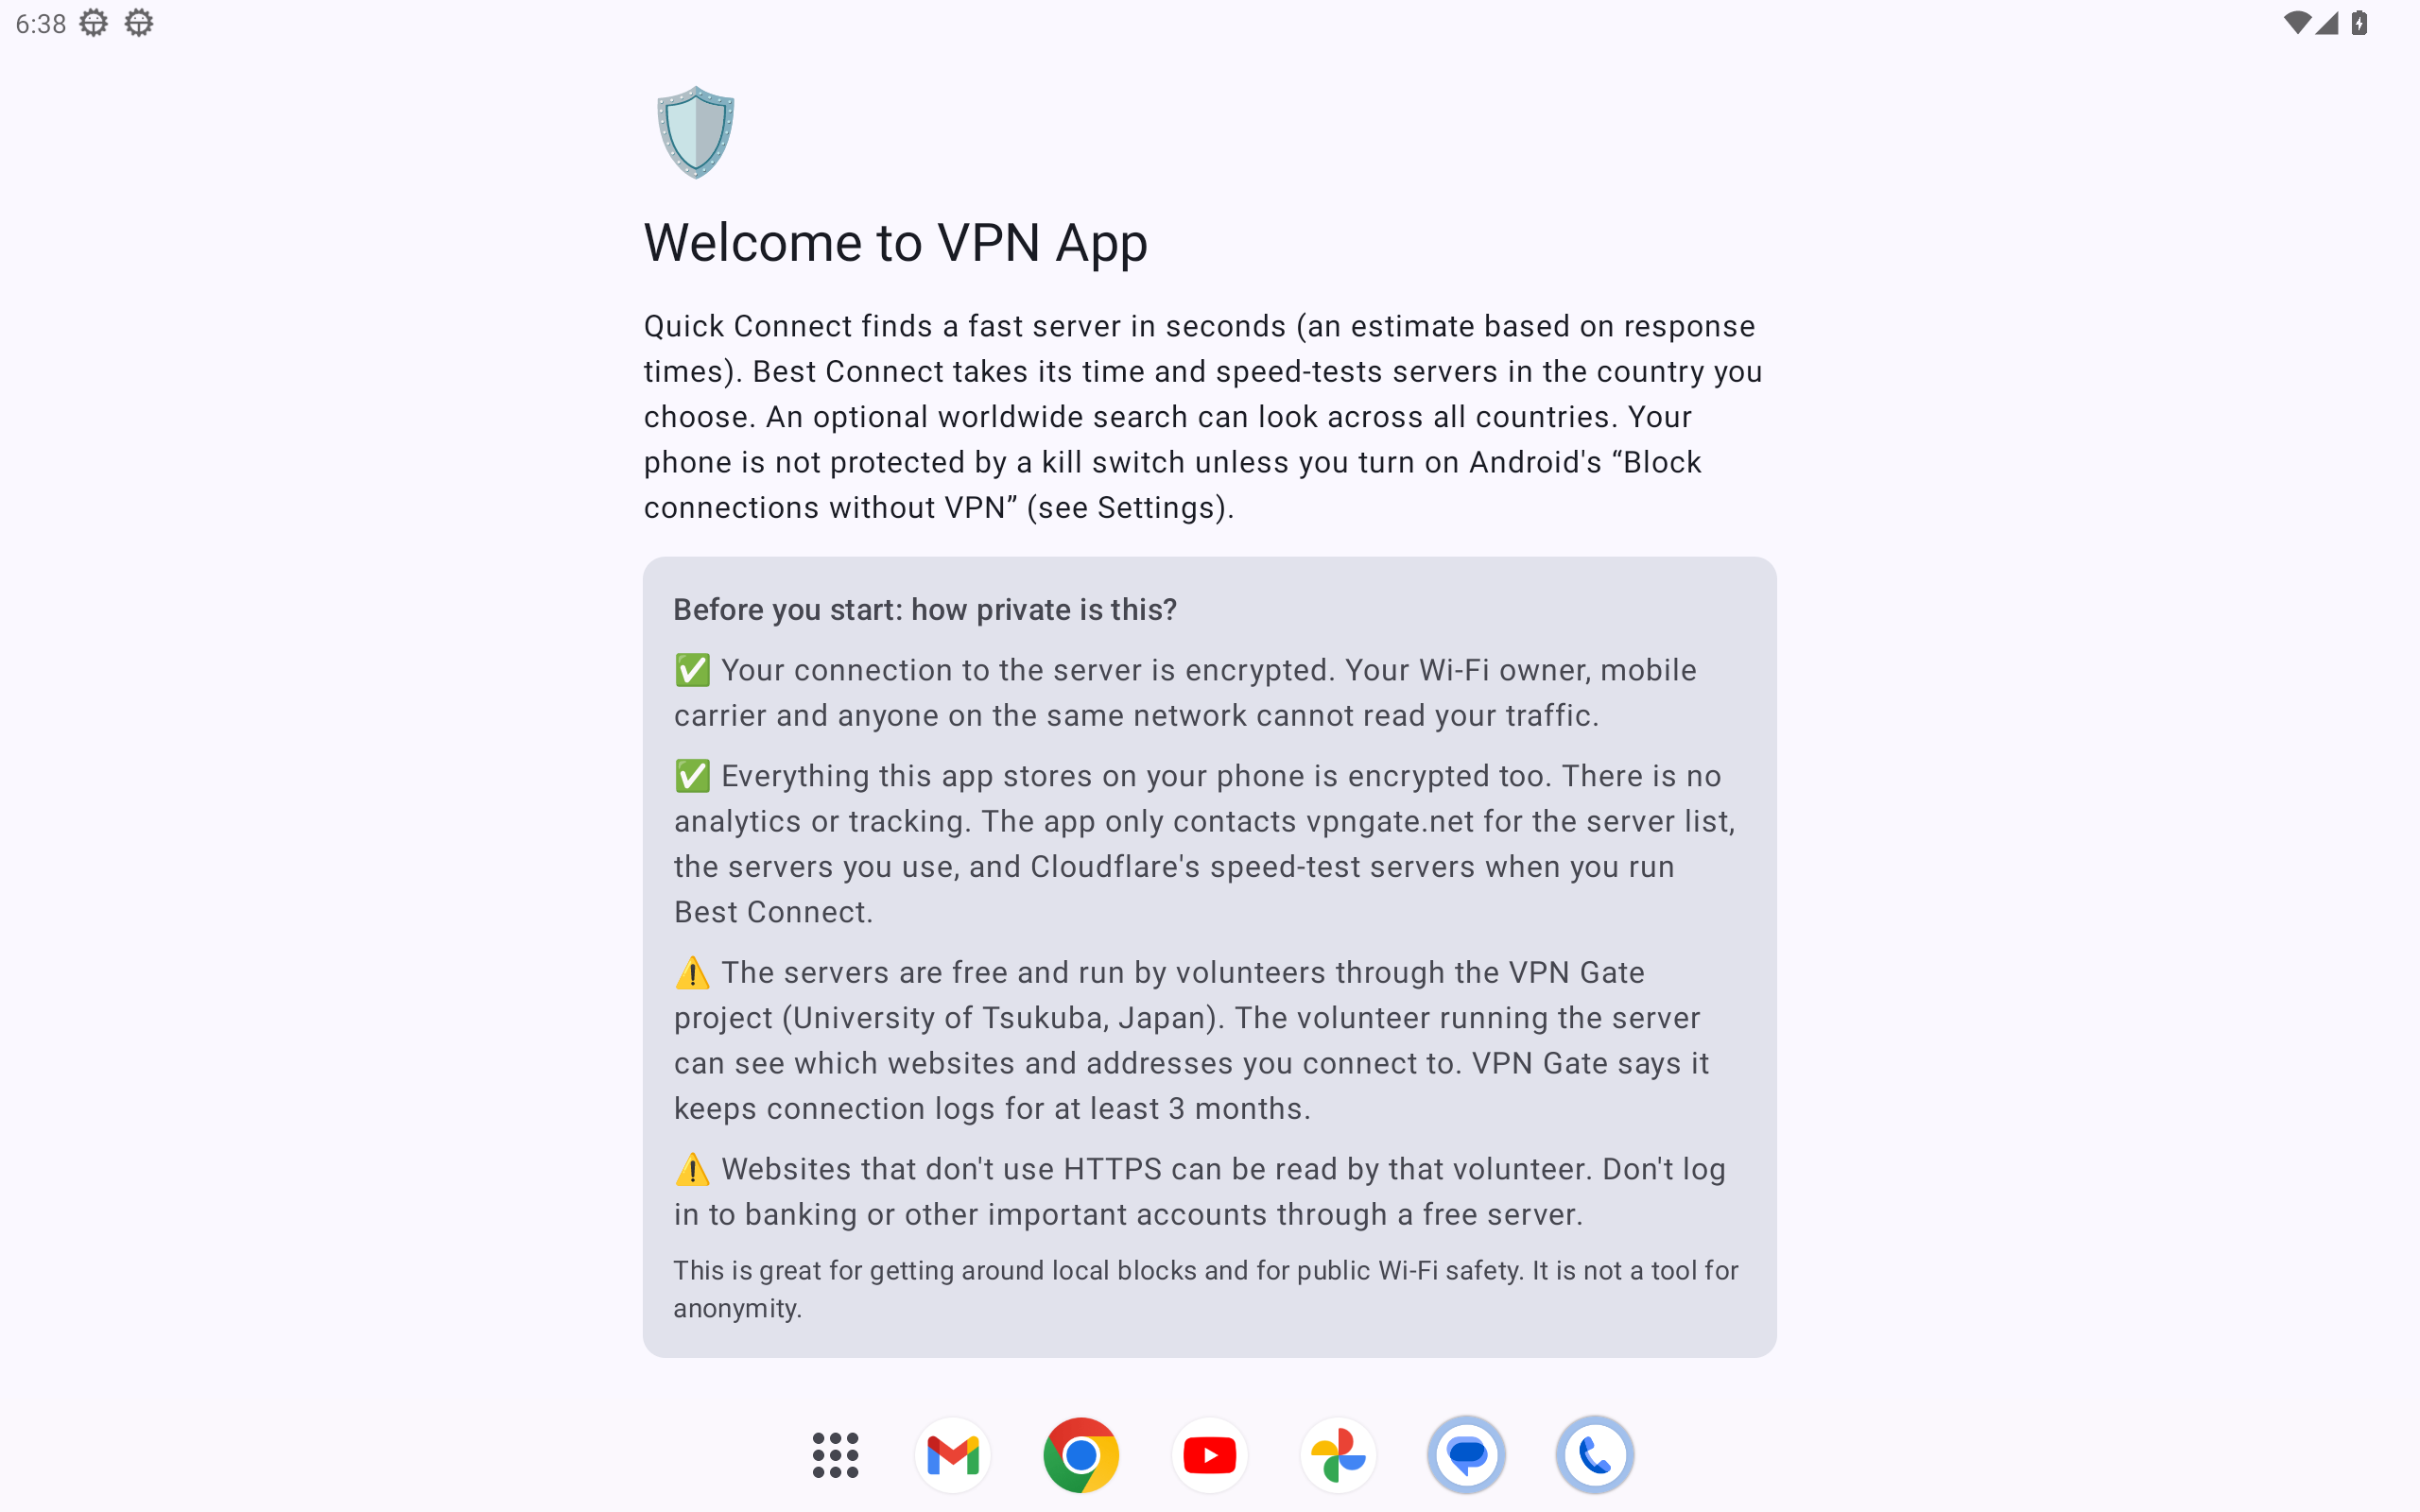 6:38
Welcome to VPN App
Quick Connect finds a fast server in seconds (an estimate based on response
times). Best Connect takes its time and speed-tests servers in the country you
choose. An optional worldwide search can look across all countries. Your
phone is not protected by a kill switch unless you turn on Android's “Block
connections without VPN” (see Settings).
Before you start: how private is this?
✅ Your connection to the server is encrypted. Your Wi-Fi owner, mobile
carrier and anyone on the same network cannot read your traffic.
✅ Everything this app stores on your phone is encrypted too. There is no
analytics or tracking. The app only contacts vpngate.net for the server list,
the servers you use, and Cloudflare's speed-test servers when you run
Best Connect.
⚠️ The servers are free and run by volunteers through the VPN Gate
project (University of Tsukuba, Japan). The volunteer running the server
can see which websites and addresses you connect to. VPN Gate says it
keeps connection logs for at least 3 months.
⚠️ Websites that don't use HTTPS can be read by that volunteer. Don't log
in to banking or other important accounts through a free server.
This is great for getting around local blocks and for public Wi-Fi safety. It is not a tool for
anonymity.